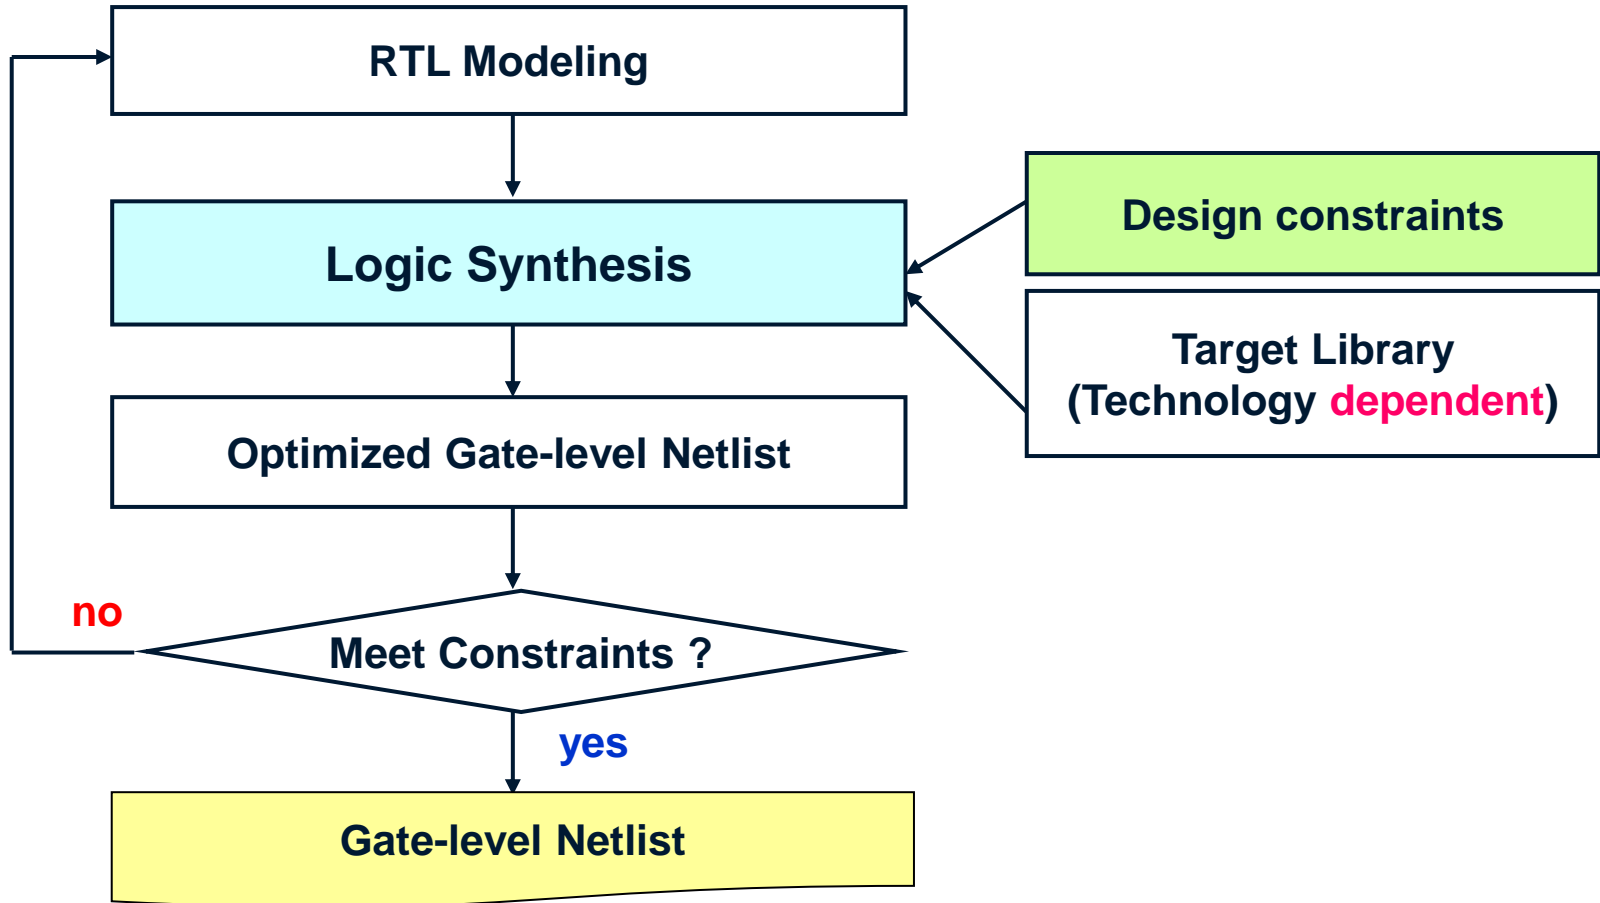 RTL Modeling
Logic Synthesis
Design constraints
Target Library
(Technology dependent)
Optimized Gate-level Netlist
no
Meet Constraints ?
yes
Gate-level Netlist